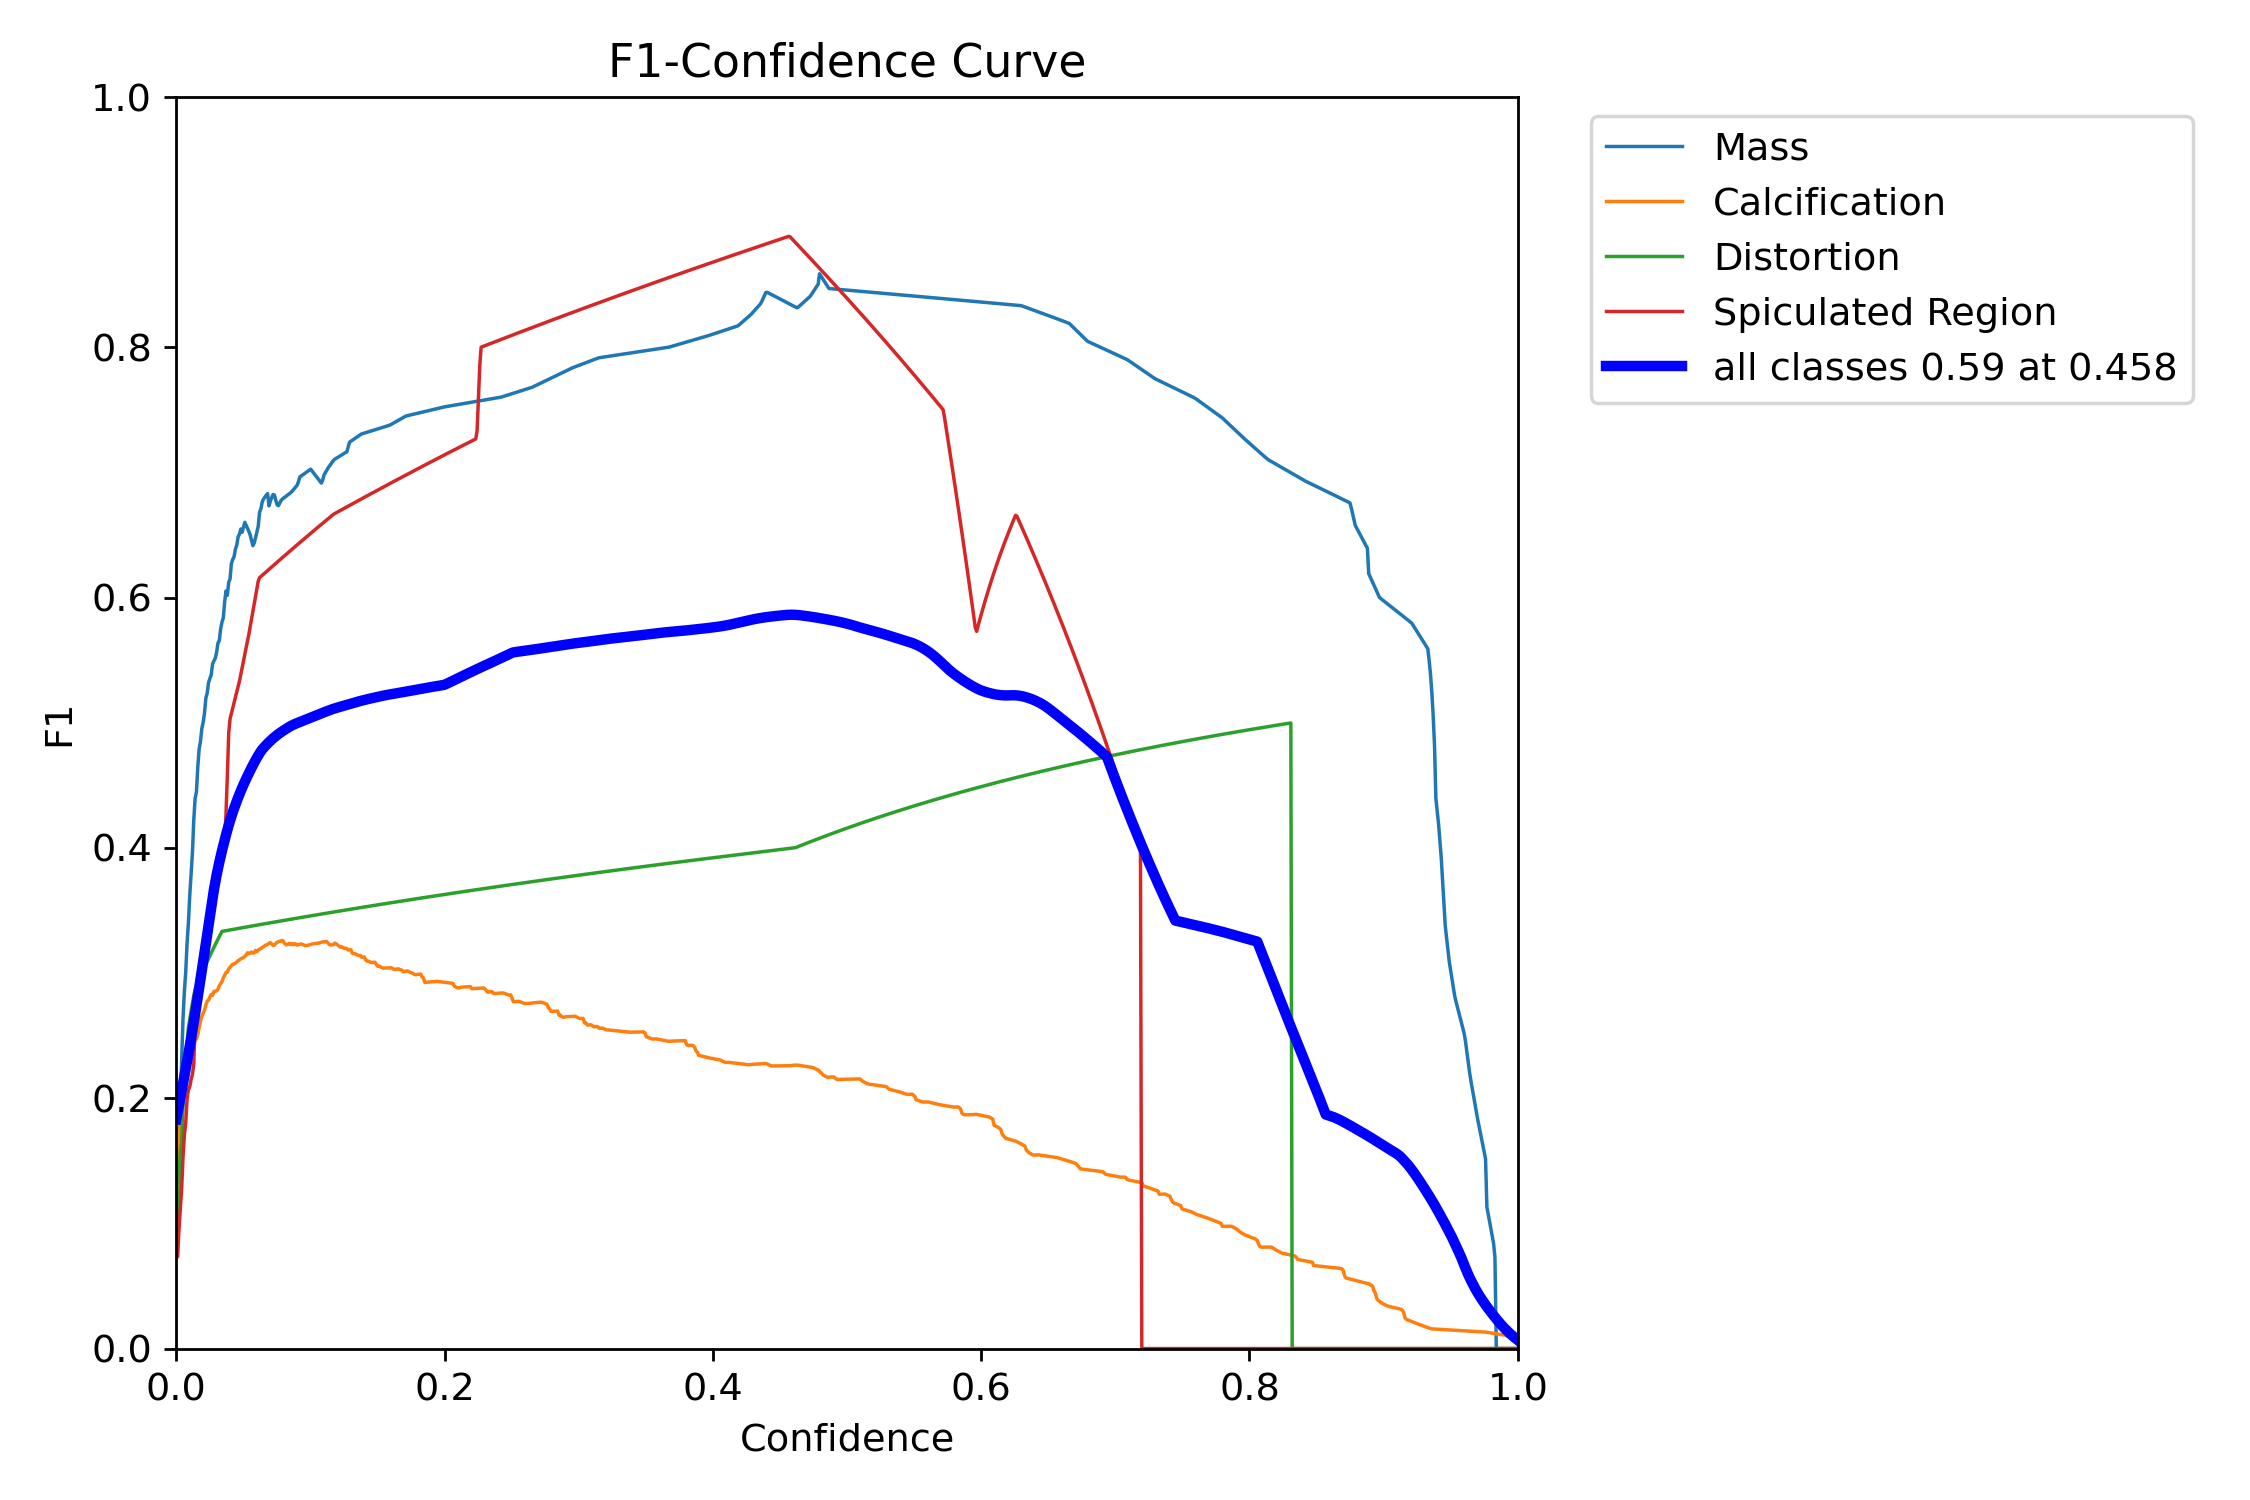 F1-Confidence Curve
1.0
0.8
0.6
0.4
0.2
0.0
F1
0.0 0.2 0.4 0.6 0.8 1.0
Confidence
Mass
Calcification
Distortion
Spiculated Region
all classes 0.59 at 0.458